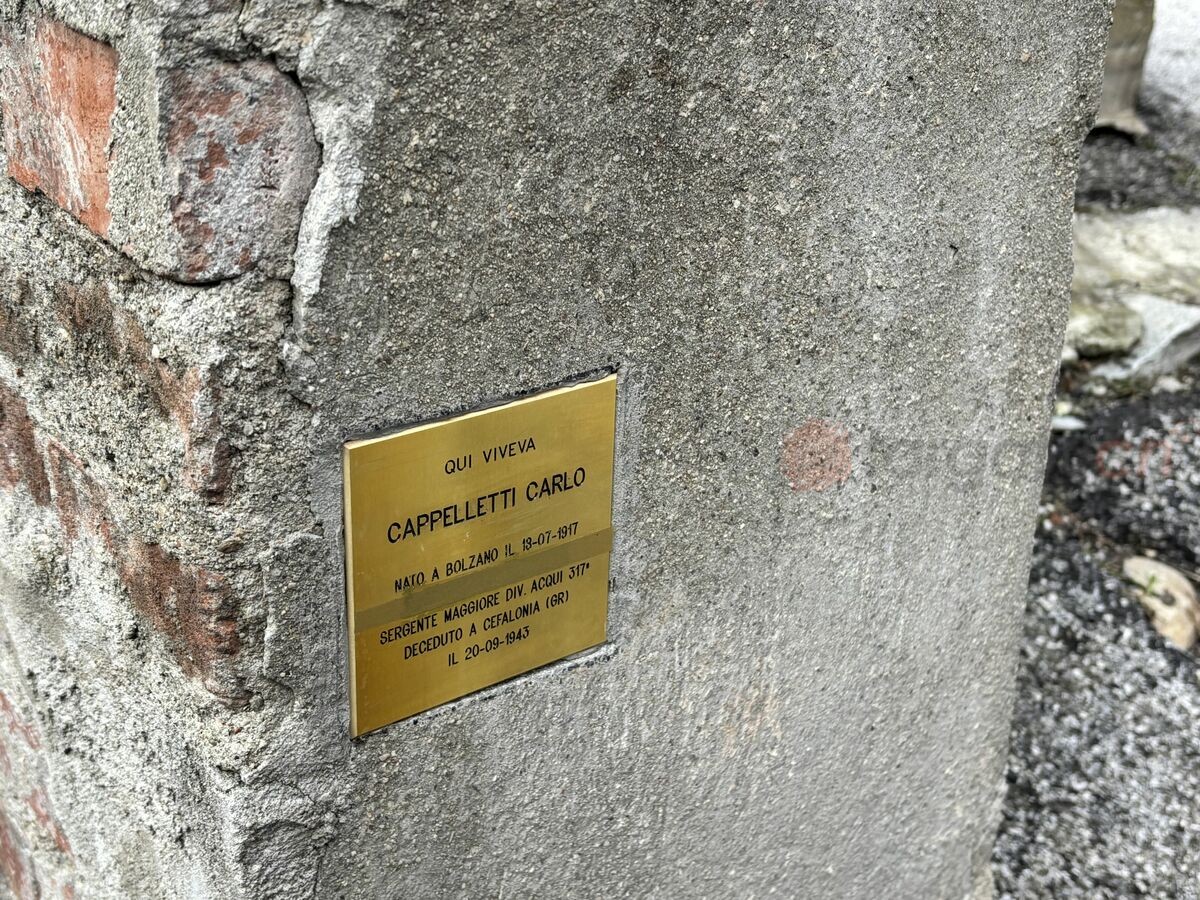 QUI VIVEVA
CAPPELLETTI CARLO
NATO A BOLZANO IL 13-07-1917
SERGENTE MAGGIORE DIV. ACQUI 317°
DECEDUTO A CEFALONIA (GR)
IL 20-09-1943